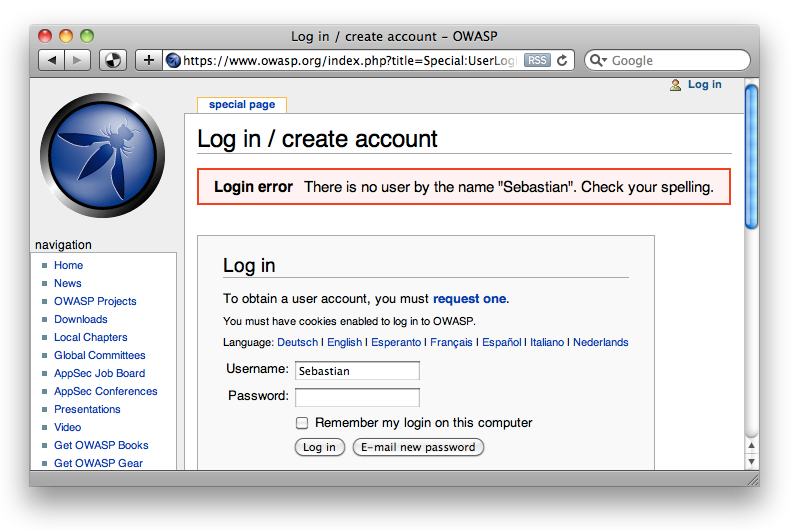 Log in / create account – OWASP
https://www.owasp.org/index.php?title=Special:UserLogi
RSS
Google
Log in
special page
Log in / create account
Login error There is no user by the name "Sebastian". Check your spelling.
navigation
Home
News
OWASP Projects
Downloads
Local Chapters
Global Committees
AppSec Job Board
AppSec Conferences
Presentations
Video
Get OWASP Books
Get OWASP Gear
Log in
To obtain a user account, you must request one.
You must have cookies enabled to log in to OWASP.
Language: Deutsch | English | Esperanto | Français | Español | Italiano | Nederlands
Username: Sebastian
Password:
Remember my login on this computer
Log in E-mail new password